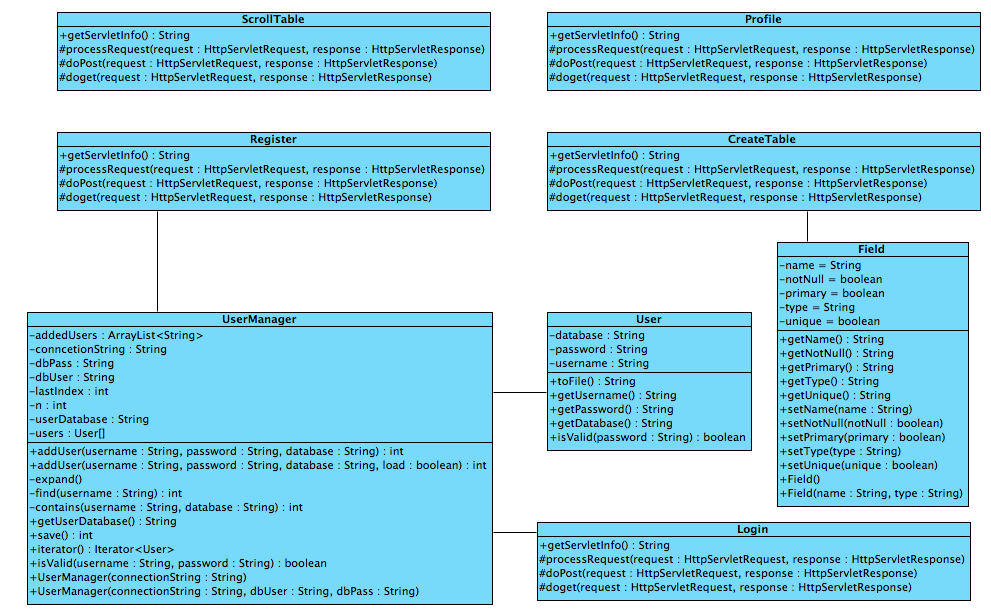 ScrollTable
+getServletInfo() : String
#processRequest(request : HttpServletRequest, response : HttpServletResponse)
#doPost(request : HttpServletRequest, response : HttpServletResponse)
#doget(request : HttpServletRequest, response : HttpServletResponse)
Profile
+getServletInfo() : String
#processRequest(request : HttpServletRequest, response : HttpServletResponse)
#doPost(request : HttpServletRequest, response : HttpServletResponse)
#doget(request : HttpServletRequest, response : HttpServletResponse)
Register
+getServletInfo() : String
#processRequest(request : HttpServletRequest, response : HttpServletResponse)
#doPost(request : HttpServletRequest, response : HttpServletResponse)
#doget(request : HttpServletRequest, response : HttpServletResponse)
CreateTable
+getServletInfo() : String
#processRequest(request : HttpServletRequest, response : HttpServletResponse)
#doPost(request : HttpServletRequest, response : HttpServletResponse)
#doget(request : HttpServletRequest, response : HttpServletResponse)
Field
-name = String
-notNull = boolean
-primary = boolean
-type = String
-unique = boolean
+getName() : String
+getNotNull() : String
+getPrimary() : String
+getType() : String
+getUnique() : String
+setName(name : String)
+setNotNull(notNull : boolean)
+setPrimary(primary : boolean)
+setType(type : String)
+setUnique(unique : boolean)
+Field()
+Field(name : String, type : String)
UserManager
-addedUsers : ArrayList<String>
-conncetionString : String
-dbPass : String
-dbUser : String
-lastIndex : int
-n : int
-userDatabase : String
-users : User[]
+addUser(username : String, password : String, database : String) : int
+addUser(username : String, password : String, database : String, load : boolean) : int
-expand()
-find(username : String) : int
-contains(username : String, database : String) : int
+getUserDatabase() : String
+save() : int
+iterator() : Iterator<User>
+isValid(username : String, password : String) : boolean
+UserManager(connectionString : String)
+UserManager(connectionString : String, dbUser : String, dbPass : String)
User
-database : String
-password : String
-username : String
+toFile() : String
+getUsername() : String
+getPassword() : String
+getDatabase() : String
+isValid(password : String) : boolean
Login
+getServletInfo() : String
#processRequest(request : HttpServletRequest, response : HttpServletResponse)
#doPost(request : HttpServletRequest, response : HttpServletResponse)
#doget(request : HttpServletRequest, response : HttpServletResponse)